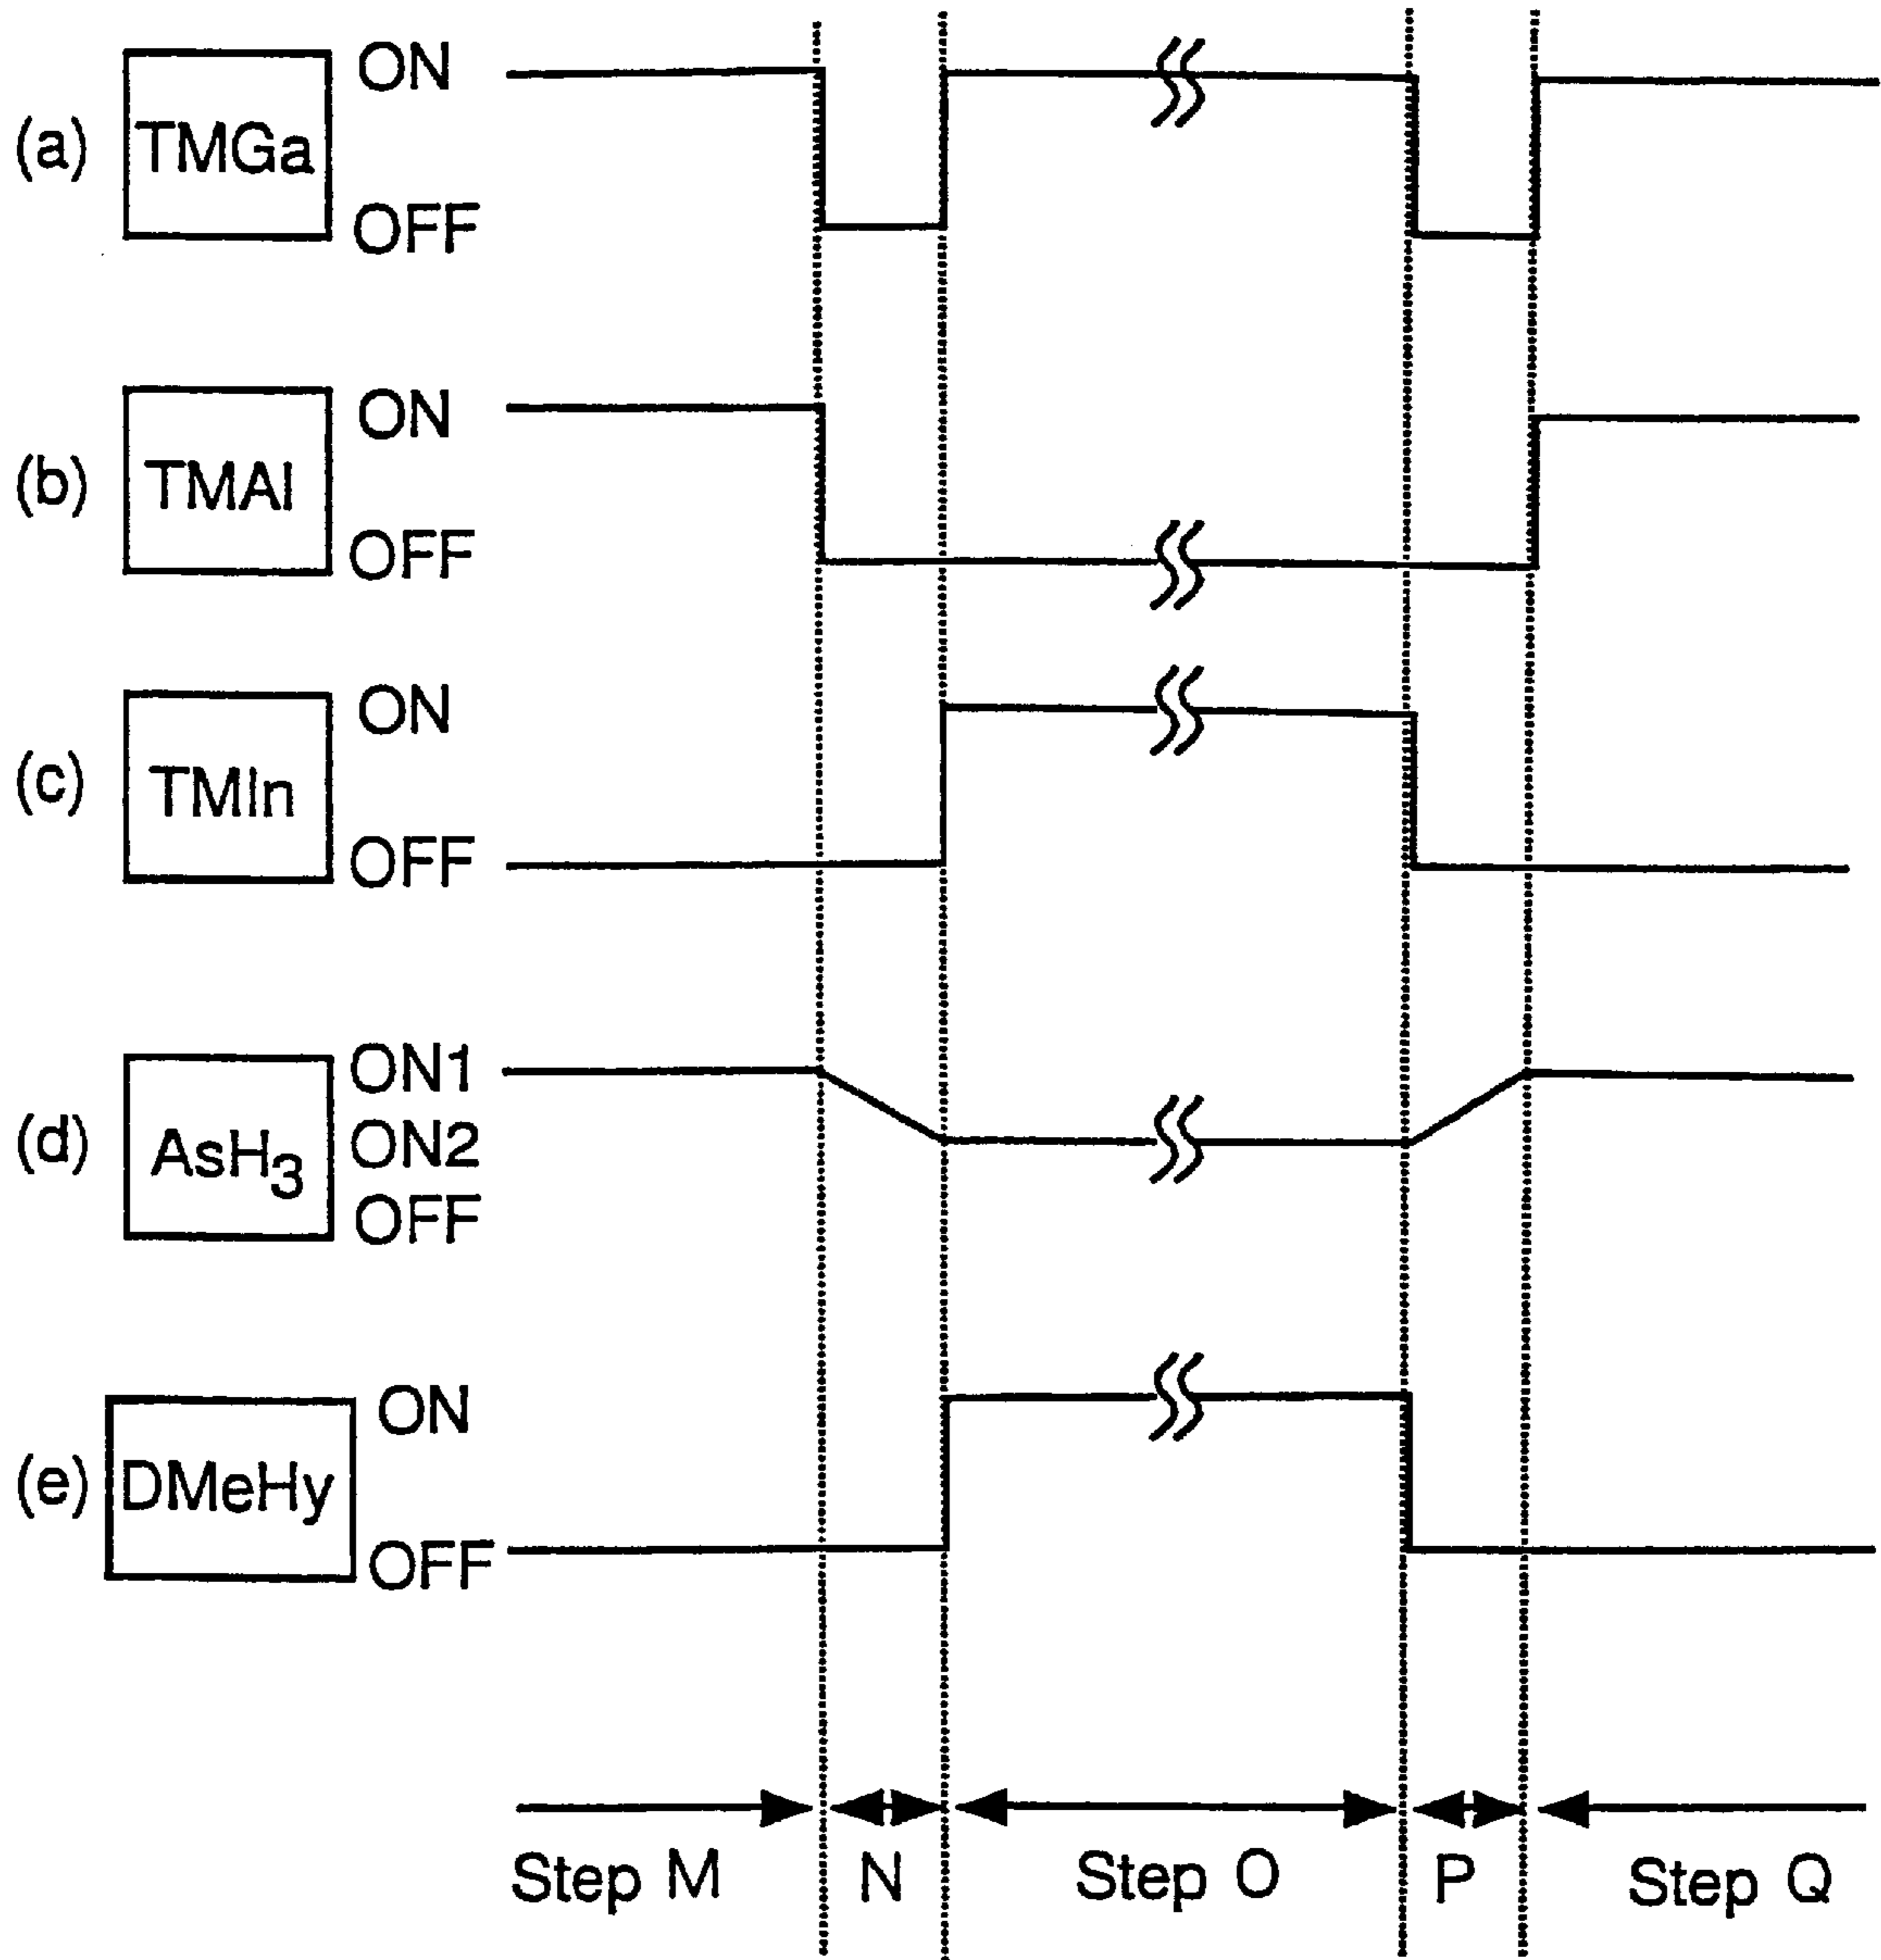 (a) TMGa ON
OFF
(b) TMAl ON
OFF
(c) TMIn ON
OFF
(d) AsH3 ON1
ON2
OFF
(e) DMeHy ON
OFF
Step M N Step O P Step Q